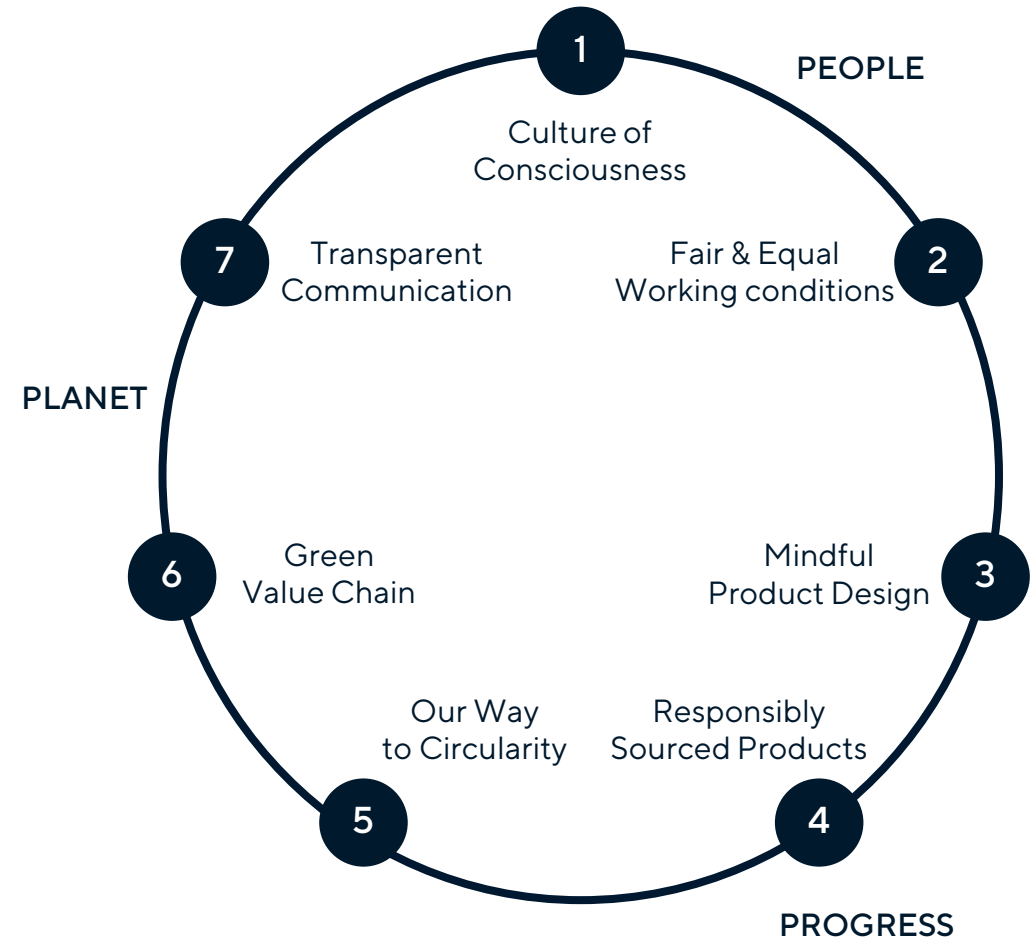 1
PEOPLE
Culture of
Consciousness
2
Fair & Equal
Working conditions
3
Mindful
Product Design
4
Responsibly
Sourced Products
PROGRESS
5
Our Way
to Circularity
6
Green
Value Chain
PLANET
7
Transparent
Communication